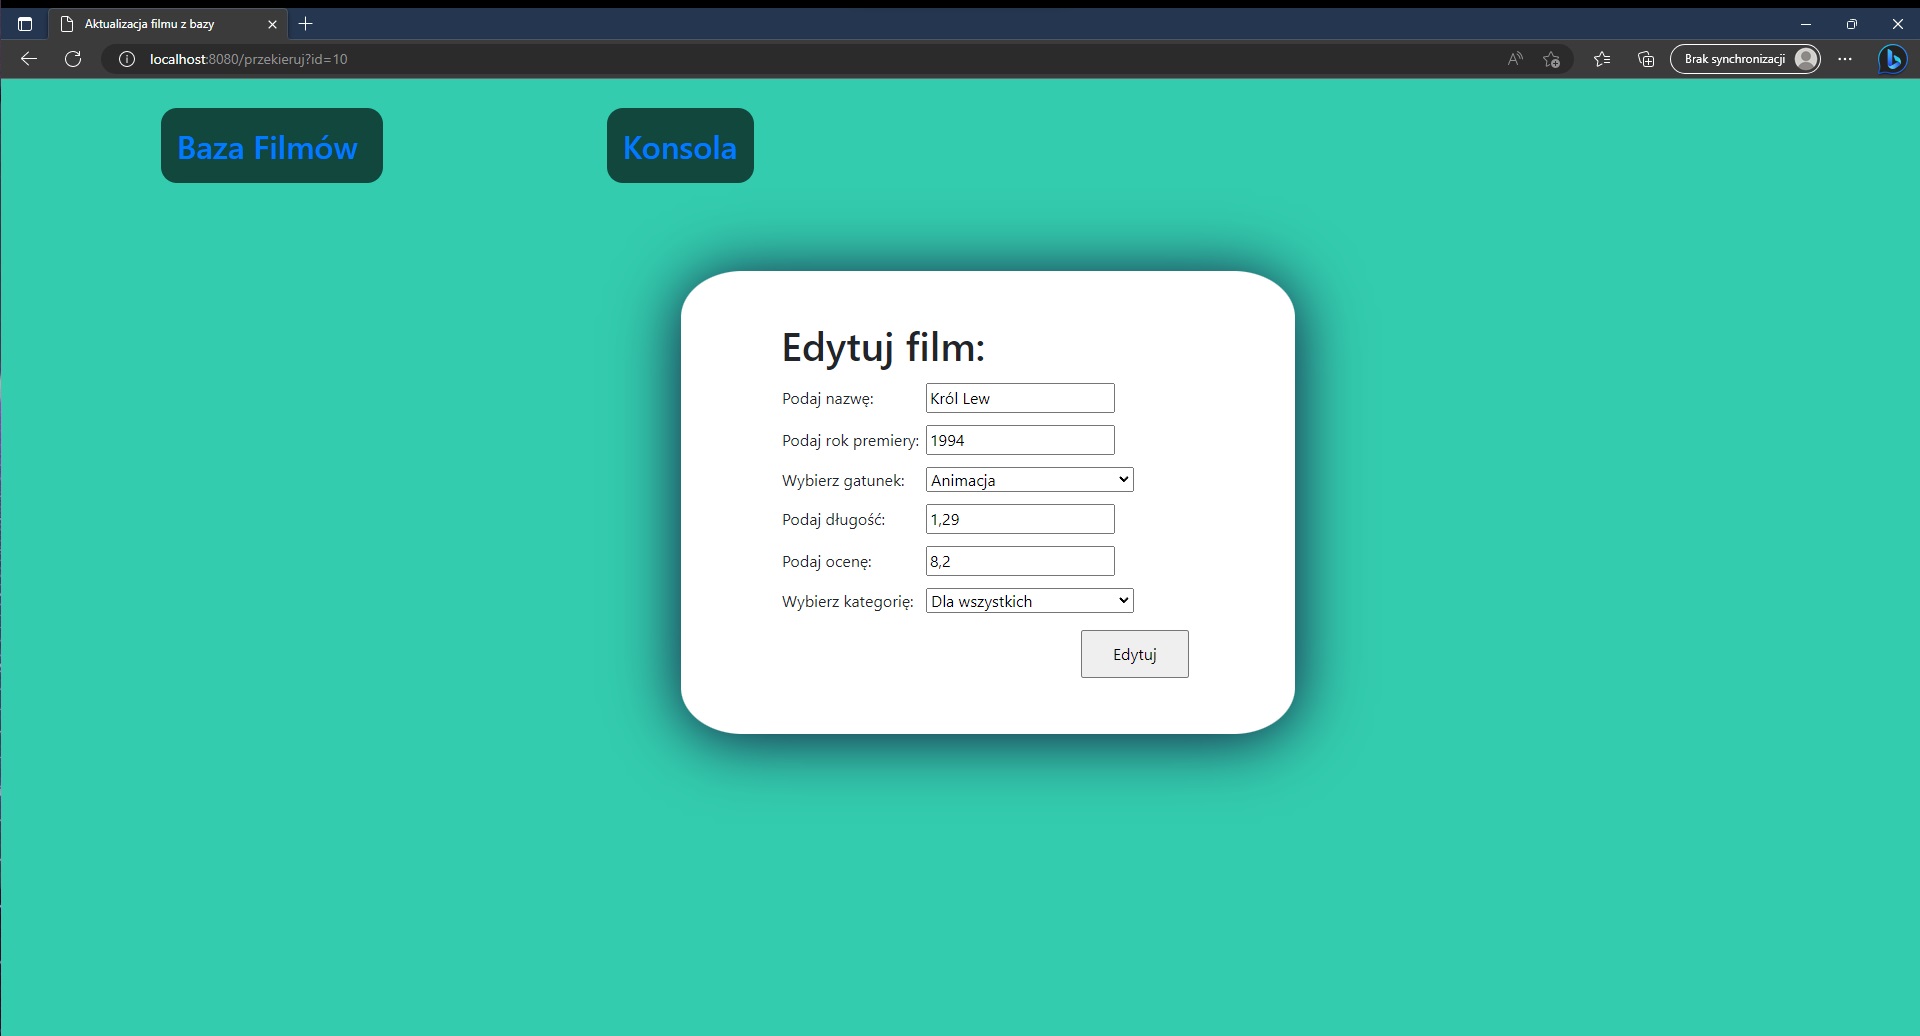 Aktualizacja filmu z bazy
localhost:8080/przekieruj?id=10
Brak synchronizacji
Baza Filmów
Konsola
Edytuj film:
Podaj nazwę: Król Lew
Podaj rok premiery: 1994
Wybierz gatunek: Animacja
Podaj długość: 1,29
Podaj ocenę: 8,2
Wybierz kategorię: Dla wszystkich
Edytuj